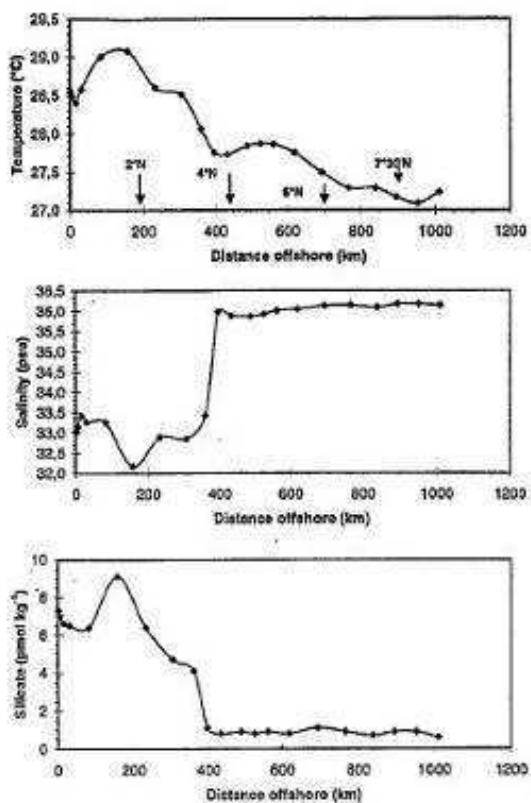 29,5
29,0
28,5
28,0
27,5
27,0
Temperature (°C)
2°N
4°N
6°N
7°30N
0 200 400 600 800 1000 1200
Distance offshore (km)
36,5
36,0
35,5
35,0
34,5
34,0
33,5
33,0
32,5
32,0
Salinity (psu)
0 200 400 600 800 1000 1200
Distance offshore (km)
10
8
6
4
2
0
Silicate (µmol kg⁻¹)
0 200 400 600 800 1000 1200
Distance offshore (km)